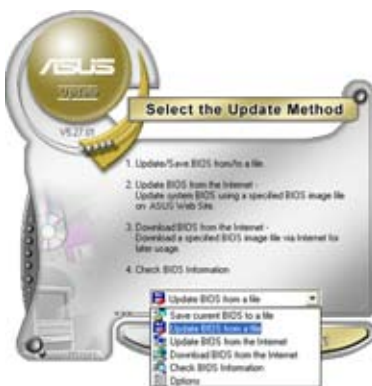 ASUS
Update
V5.27.01
Select the Update Method
1. Update/Save BIOS from/to a file
2. Update BIOS from the Internet -
Update system BIOS using a specified BIOS image file
on ASUS Web Site.
3. Download BIOS from the Internet -
Download a specified BIOS image file via Internet for
later usage.
4. Check BIOS Information
Update BIOS from a file
Save current BIOS to a file
Update BIOS from a file
Update BIOS from the Internet
Download BIOS from the Internet
Check BIOS Information
Options